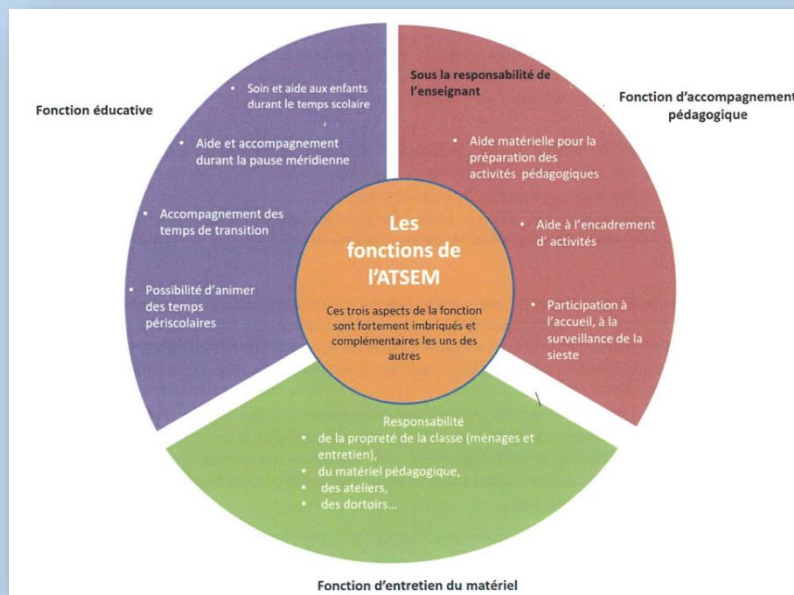 Fonction éducative
• Soin et aide aux enfants
durant le temps scolaire
• Aide et accompagnement
durant la pause méridienne
• Accompagnement des
temps de transition
• Possibilité d'animer
des temps
périscolaires
Sous la responsabilité de
l'enseignant
Fonction d'accompagnement
pédagogique
• Aide matérielle pour la
préparation des
activités pédagogiques
• Aide à l'encadrement
d' activités
• Participation à
l'accueil, à la
surveillance de la
sieste
Les
fonctions de
l'ATSEM
Ces trois aspects de la fonction
sont fortement imbriqués et
complémentaires les uns des
autres
Responsabilité
• de la propreté de la classe (ménages et
entretien),
• du matériel pédagogique,
• des ateliers,
• des dortoirs...
Fonction d'entretien du matériel